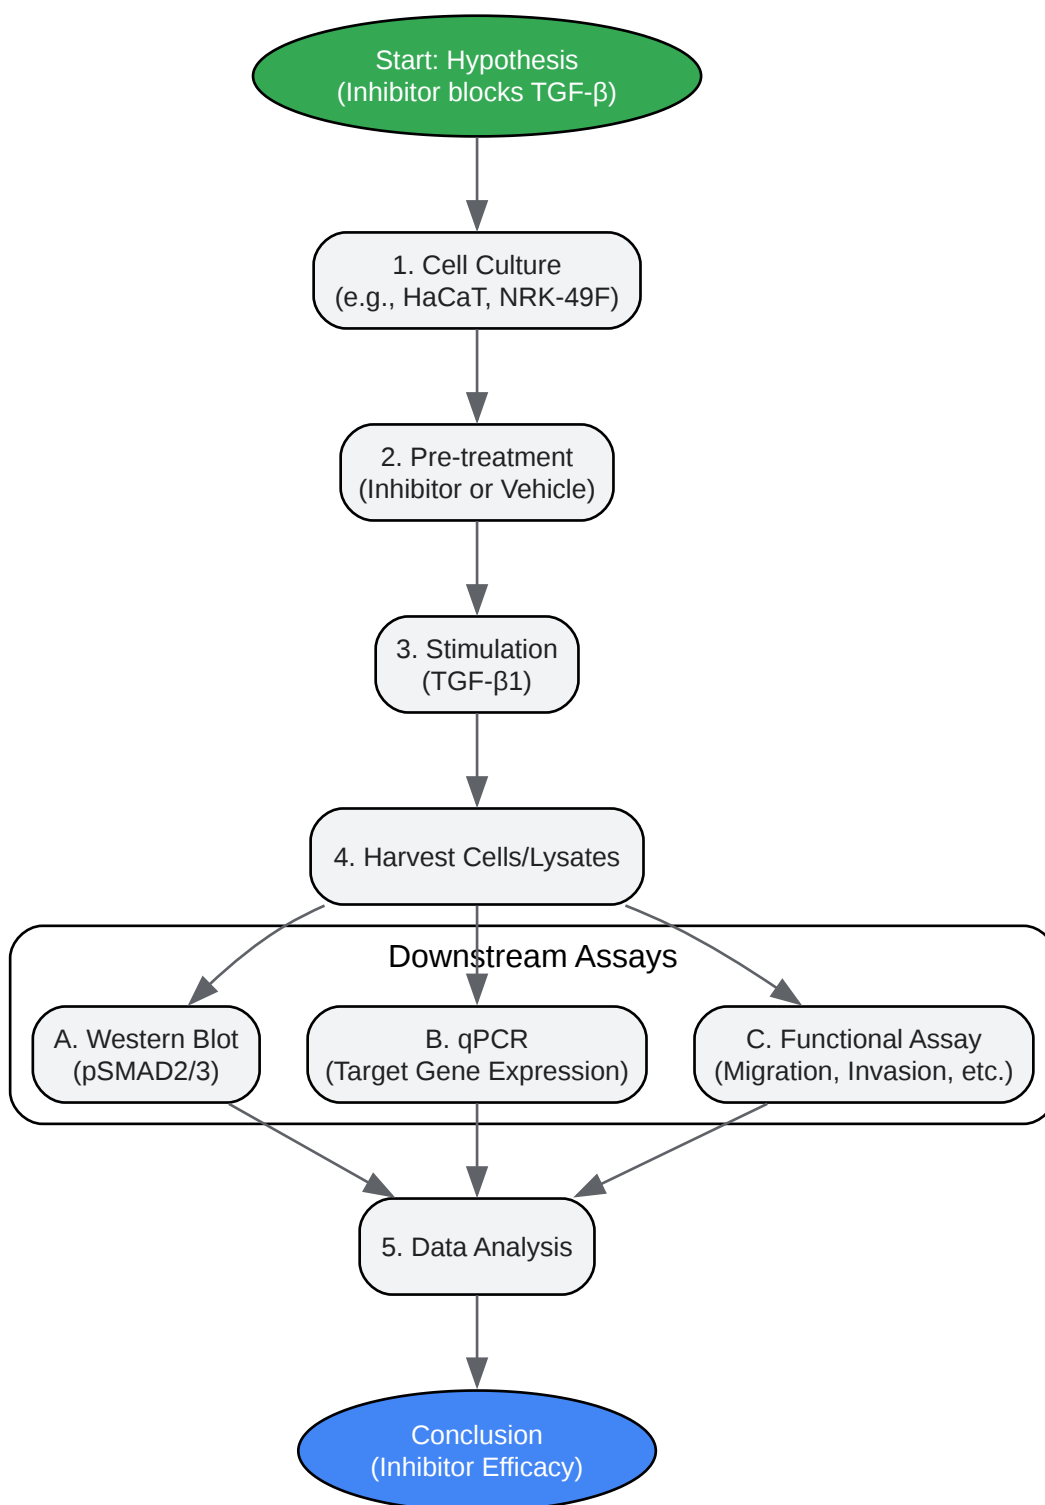 Start: Hypothesis
(Inhibitor blocks TGF-β)
1. Cell Culture
(e.g., HaCaT, NRK-49F)
2. Pre-treatment
(Inhibitor or Vehicle)
3. Stimulation
(TGF-β1)
4. Harvest Cells/Lysates
Downstream Assays
A. Western Blot
(pSMAD2/3)
B. qPCR
(Target Gene Expression)
C. Functional Assay
(Migration, Invasion, etc.)
5. Data Analysis
Conclusion
(Inhibitor Efficacy)